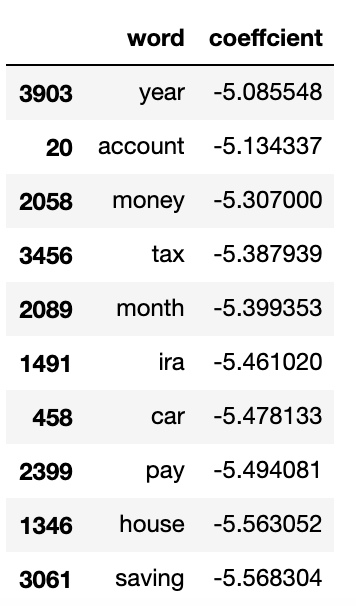 word coeffcient
3903 year -5.085548
20 account -5.134337
2058 money -5.307000
3456 tax -5.387939
2089 month -5.399353
1491 ira -5.461020
458 car -5.478133
2399 pay -5.494081
1346 house -5.563052
3061 saving -5.568304